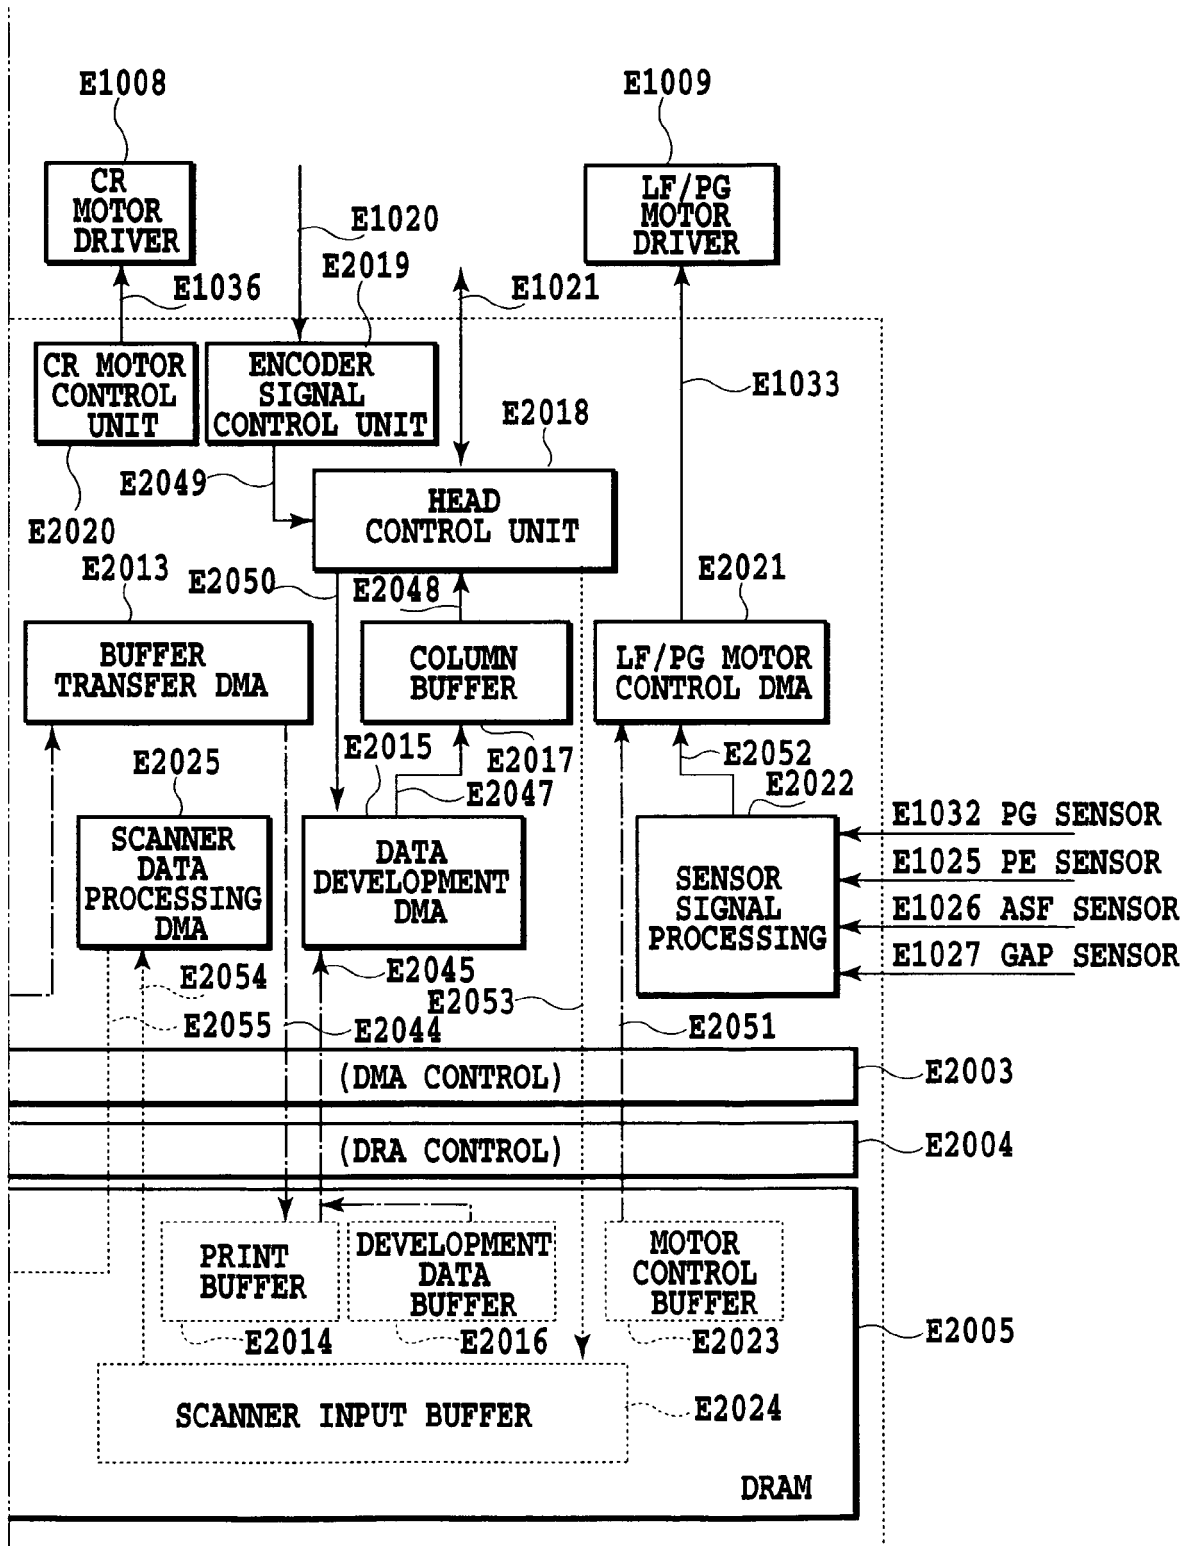 E1008
E1009
CR
MOTOR
DRIVER
LF/PG
MOTOR
DRIVER
E1020
E2019
E1036
E1021
CR MOTOR
CONTROL
UNIT
ENCODER
SIGNAL
CONTROL UNIT
E1033
E2018
E2049
HEAD
CONTROL UNIT
E2020
E2013
E2050
E2048
E2021
BUFFER
TRANSFER DMA
COLUMN
BUFFER
LF/PG MOTOR
CONTROL DMA
E2025
E2015
E2017
E2052
E2047
E2022
SCANNER
DATA
PROCESSING
DMA
DATA
DEVELOPMENT
DMA
SENSOR
SIGNAL
PROCESSING
E1032 PG SENSOR
E1025 PE SENSOR
E1026 ASF SENSOR
E1027 GAP SENSOR
E2054
E2045
E2053
E2055
E2044
E2051
(DMA CONTROL)
E2003
(DRA CONTROL)
E2004
PRINT
BUFFER
DEVELOPMENT
DATA
BUFFER
MOTOR
CONTROL
BUFFER
E2014
E2016
E2023
E2005
SCANNER INPUT BUFFER
E2024
DRAM